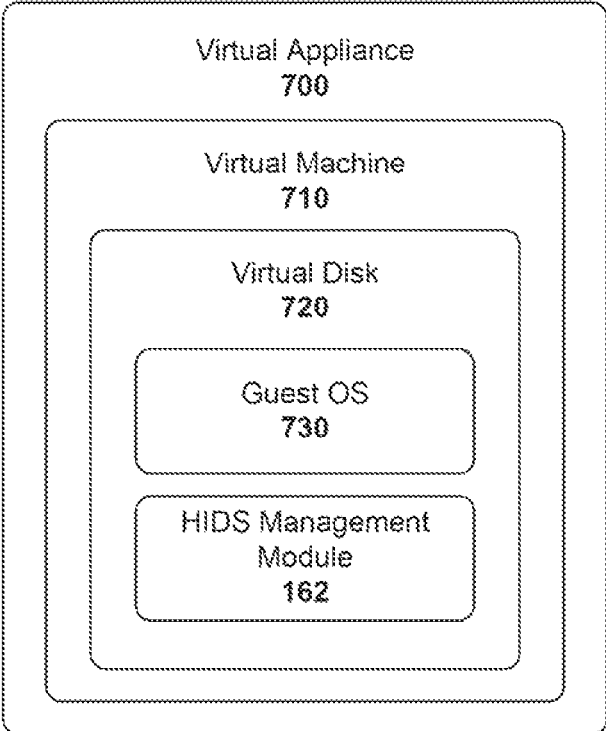 Virtual Appliance
700
Virtual Machine
710
Virtual Disk
720
Guest OS
730
HIDS Management
Module
162